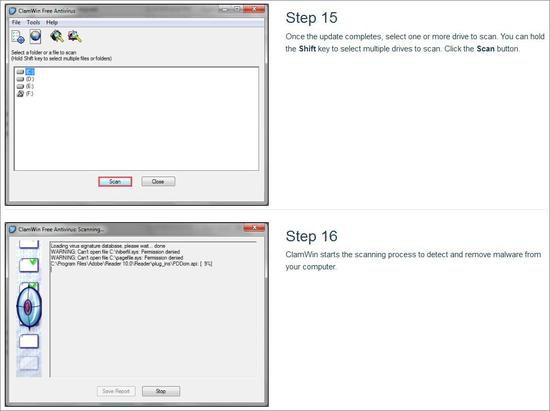 ClamWin Free Antivirus
File Tools Help
Select a folder or a file to scan
(Hold Shift key to select multiple files or folders)
(C:)
(D:)
(E:)
(F:)
Scan
Close
Step 15
Once the update completes, select one or more drive to scan. You can hold
the Shift key to select multiple drives to scan. Click the Scan button.
ClamWin Free Antivirus: Scanning...
Loading virus signature database, please wait... done
WARNING: Can't open file C:\hiberfil.sys: Permission denied
WARNING: Can't open file C:\pagefile.sys: Permission denied
C:\Program Files\Adobe\Reader 10.0\Reader\plug_ins\PDDom.api: [ 3%]
Save Report
Stop
Step 16
ClamWin starts the scanning process to detect and remove malware from
your computer.